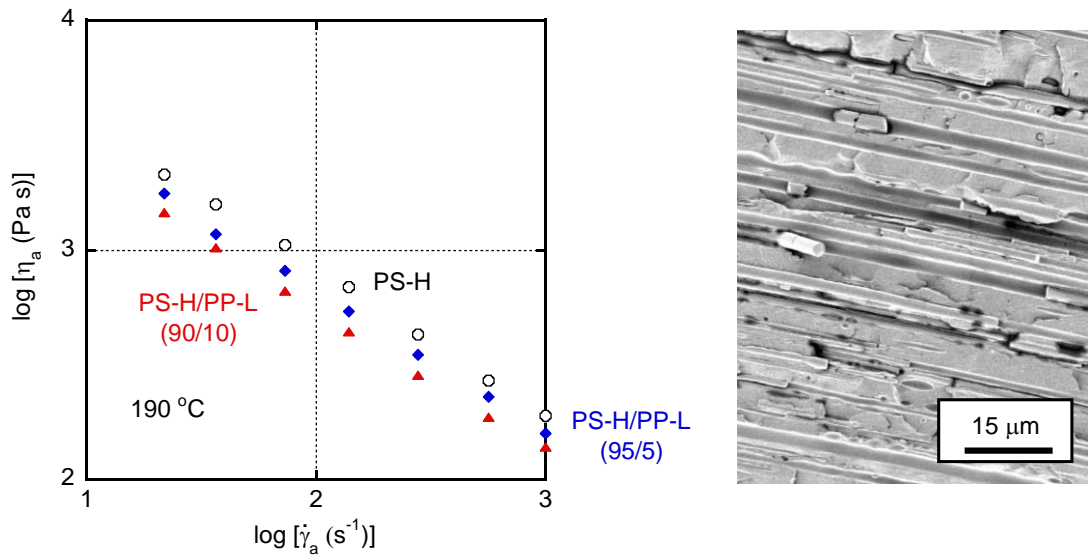 4
3
2
1
2
3
log [ηa (Pa s)]
log [γ̇a (s-1)]
PS-H
PS-H/PP-L
(90/10)
190 oC
PS-H/PP-L
(95/5)
15 μm